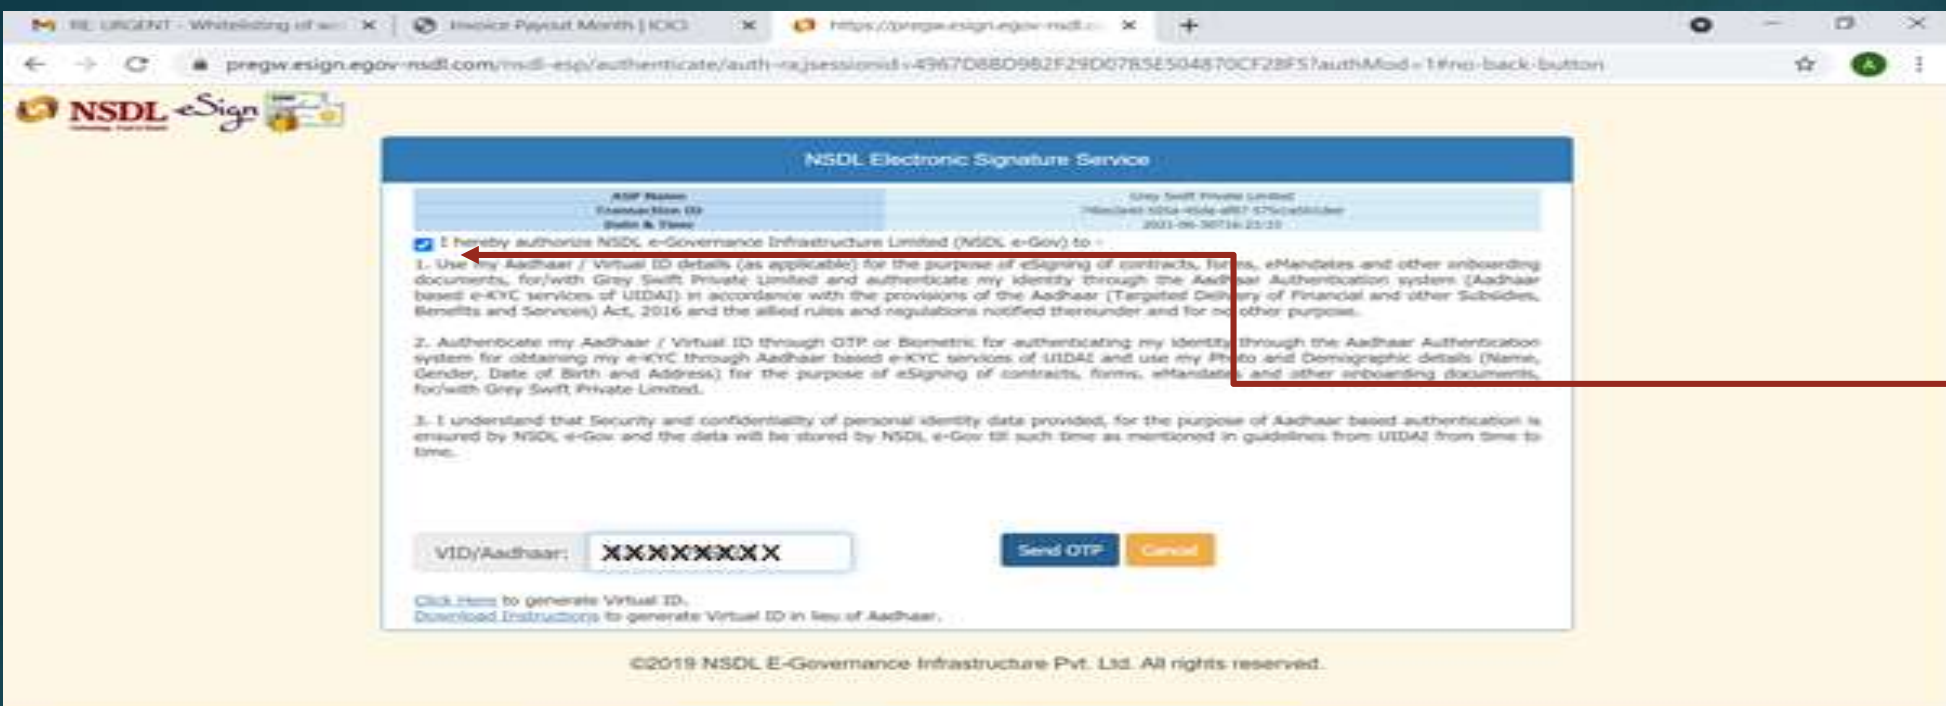 RE: URGENT - Whitelisting of
Invoice Payout Month | ICICI
https://pregw.esign.egov-nsdl.c
pregw.esign.egov-nsdl.com/nsdl-esp/authenticate/auth-ra;jsessionid=4967D8BD9B2F29D07B5E504870CF28F5?authMod=1#no-back-button
A
NSDL eSign
NSDL Electronic Signature Service
ASP Name Grey Swift Private Limited
Transaction ID
Date & Time
I hereby authorize NSDL e-Governance Infrastructure Limited (NSDL e-Gov) to -
1. Use my Aadhaar / Virtual ID details (as applicable) for the purpose of eSigning of contracts, forms, eMandates and other onboarding
documents, for/with Grey Swift Private Limited and authenticate my identity through the Aadhaar Authentication system (Aadhaar
based e-KYC services of UIDAI) in accordance with the provisions of the Aadhaar (Targeted Delivery of Financial and other Subsidies,
Benefits and Services) Act, 2016 and the allied rules and regulations notified thereunder and for no other purpose.
2. Authenticate my Aadhaar / Virtual ID through OTP or Biometric for authenticating my identity through the Aadhaar Authentication
system for obtaining my e-KYC through Aadhaar based e-KYC services of UIDAI and use my Photo and Demographic details (Name,
Gender, Date of Birth and Address) for the purpose of eSigning of contracts, forms, eMandates and other onboarding documents,
for/with Grey Swift Private Limited.
3. I understand that Security and confidentiality of personal identity data provided, for the purpose of Aadhaar based authentication is
ensured by NSDL e-Gov and the data will be stored by NSDL e-Gov till such time as mentioned in guidelines from UIDAI from time to
time.
VID/Aadhaar: XXXXXXXX Send OTP Cancel
Click Here to generate Virtual ID.
Download Instructions to generate Virtual ID in lieu of Aadhaar.
©2019 NSDL E-Governance Infrastructure Pvt. Ltd. All rights reserved.